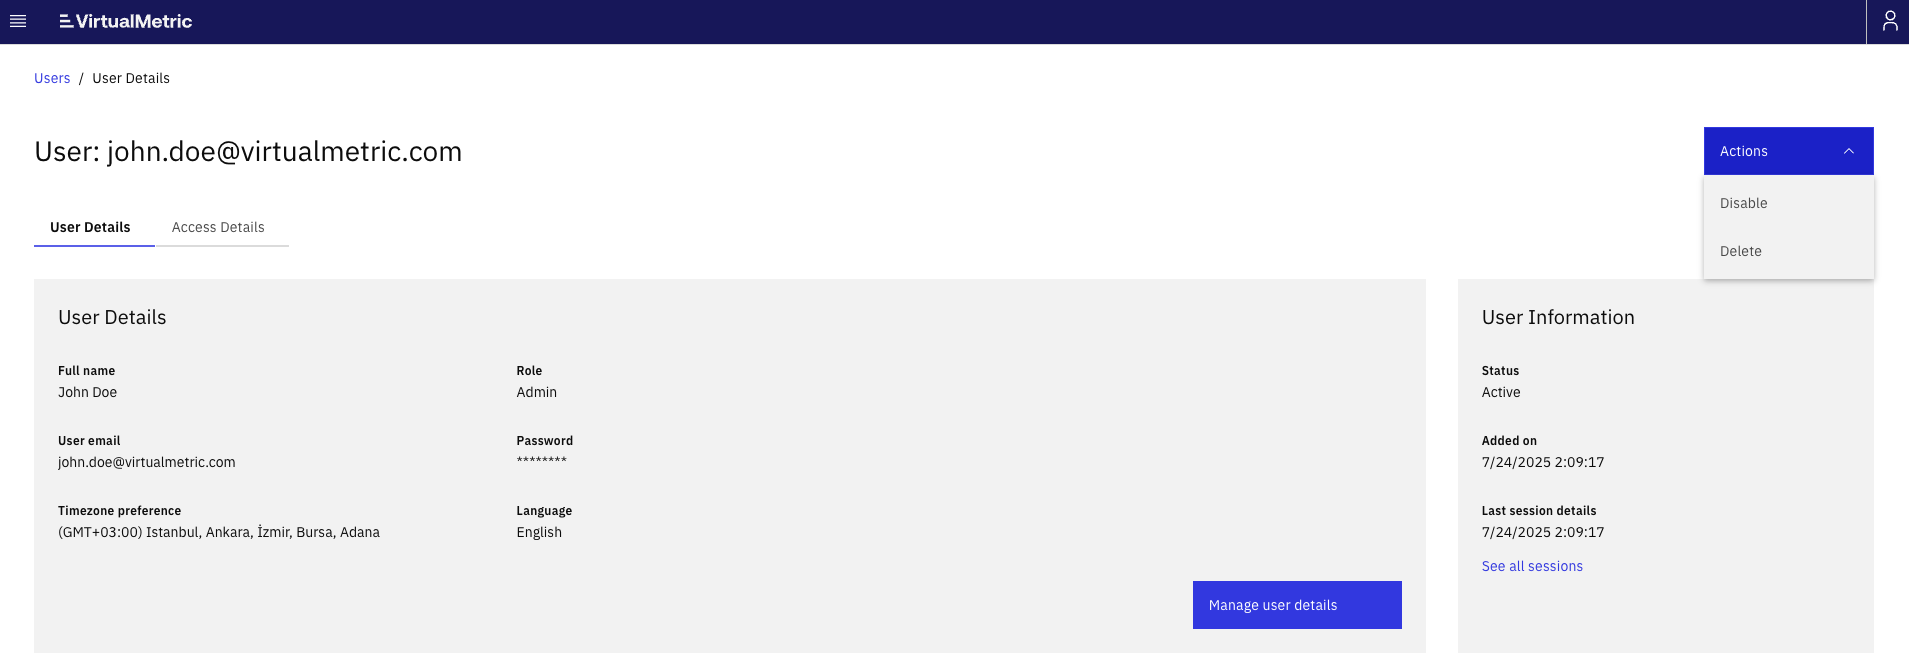 VirtualMetric
Users / User Details
User: john.doe@virtualmetric.com
Actions
Disable
Delete
User Details
Access Details
User Details
Full name
John Doe
Role
Admin
User email
john.doe@virtualmetric.com
Password
********
Timezone preference
(GMT+03:00) Istanbul, Ankara, İzmir, Bursa, Adana
Language
English
Manage user details
User Information
Status
Active
Added on
7/24/2025 2:09:17
Last session details
7/24/2025 2:09:17
See all sessions